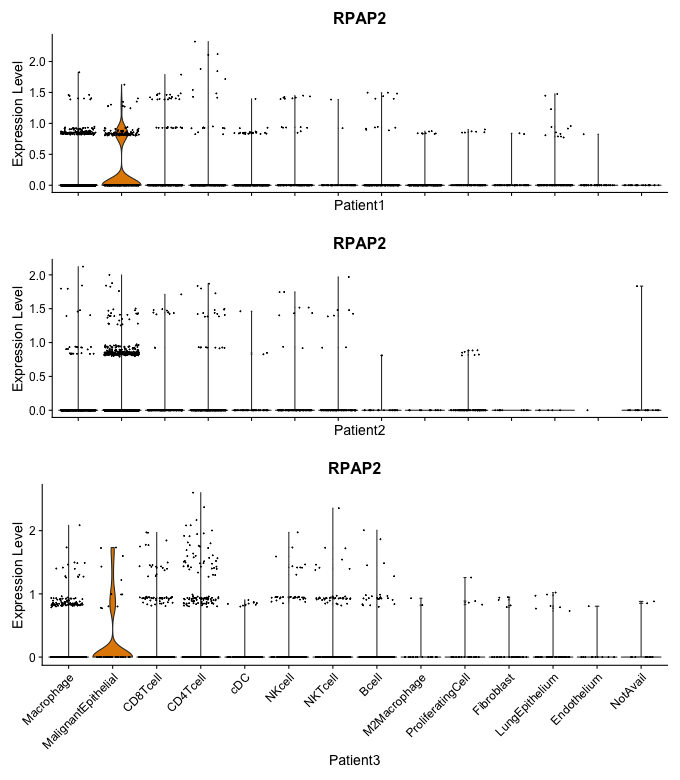 RPAP2
Expression Level
2.0
1.5
1.0
0.5
0.0
Patient1
RPAP2
Expression Level
2.0
1.5
1.0
0.5
0.0
Patient2
RPAP2
Expression Level
2
1
0
Macrophage
MalignantEpithelial
CD8Tcell
CD4Tcell
cDC
NKcell
NKTcell
Bcell
M2Macrophage
ProliferatingCell
Fibroblast
LungEpithelium
Endothelium
NotAvail
Patient3